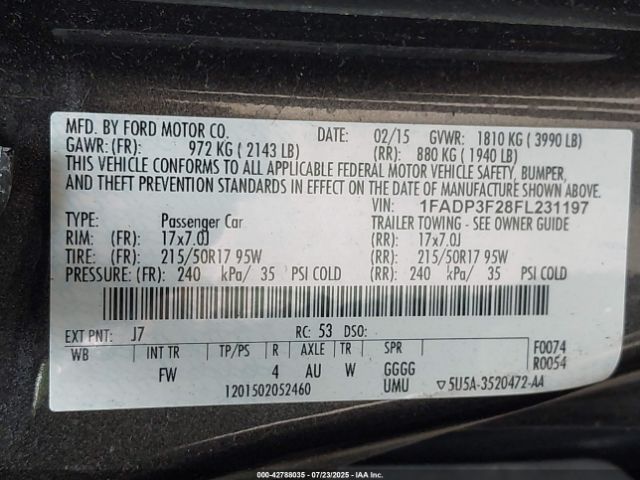 MFD. BY FORD MOTOR CO. DATE: 02/15 GVWR: 1810 KG ( 3990 LB)
GAWR: (FR): 972 KG ( 2143 LB) (RR): 880 KG ( 1940 LB)
THIS VEHICLE CONFORMS TO ALL APPLICABLE FEDERAL MOTOR VEHICLE SAFETY, BUMPER,
AND THEFT PREVENTION STANDARDS IN EFFECT ON THE DATE OF MANUFACTURE SHOWN ABOVE.
VIN: 1FADP3F28FL231197
TYPE: Passenger Car TRAILER TOWING - SEE OWNER GUIDE
RIM: (FR): 17x7.0J (RR): 17x7.0J
TIRE: (FR): 215/50R17 95W (RR): 215/50R17 95W
PRESSURE: (FR): 240 kPa/ 35 PSI COLD (RR): 240 kPa/ 35 PSI COLD
EXT PNT: J7 RC: 53 DSO: F0074
WB INT TR TP/PS R AXLE TR SPR R0054
FW 4 AU W GGGG
1201502052460 UMU ▽5U5A-3520472-AA
000-42788035 - 07/23/2025 - IAA, Inc.